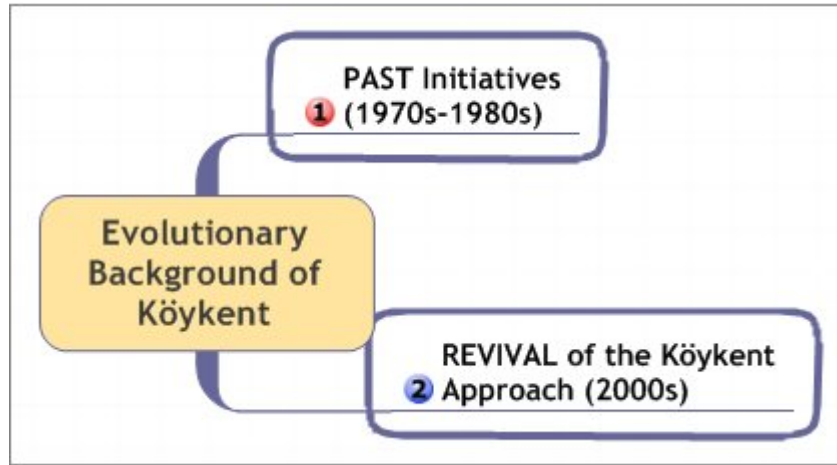 PAST Initiatives
1 (1970s-1980s)
Evolutionary
Background of
Köykent
REVIVAL of the Köykent
2 Approach (2000s)